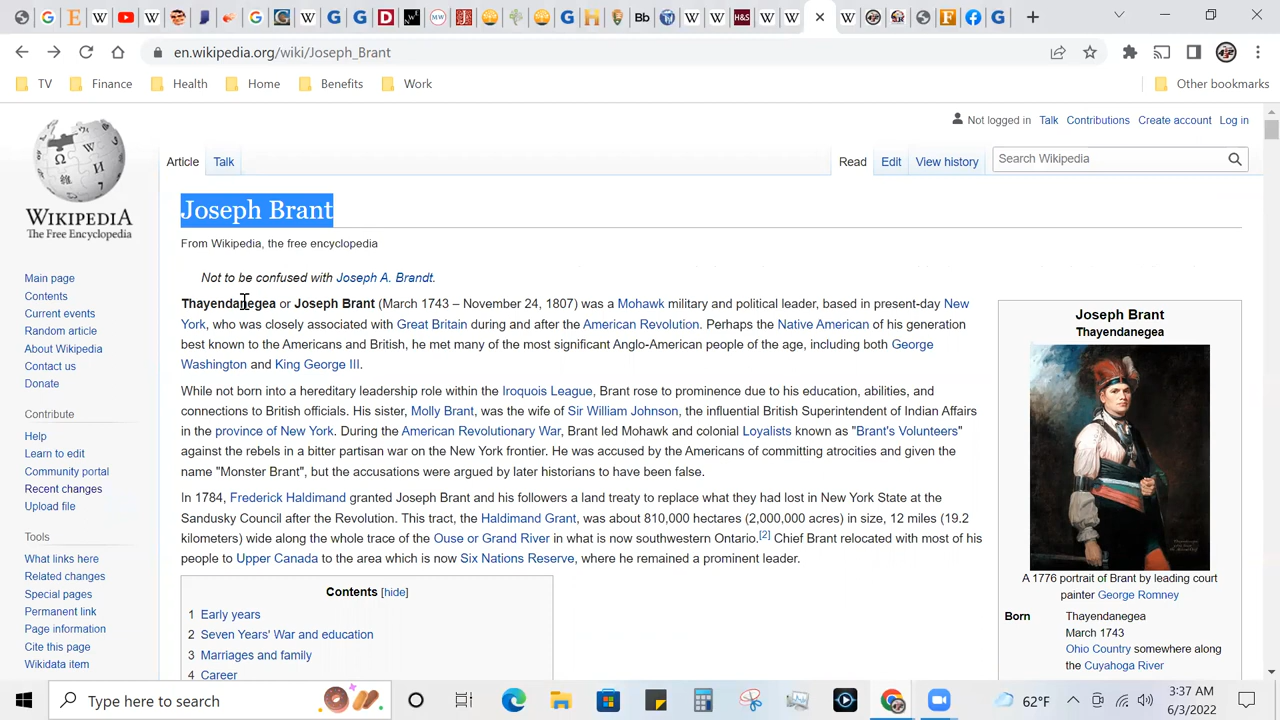 en.wikipedia.org/wiki/Joseph_Brant
TV
Finance
Health
Home
Benefits
Work
Other bookmarks
Not logged in
Talk
Contributions
Create account
Log in
Article
Talk
Read
Edit
View history
Search Wikipedia
WIKIPEDIA
The Free Encyclopedia
Main page
Contents
Current events
Random article
About Wikipedia
Contact us
Donate
Contribute
Help
Learn to edit
Community portal
Recent changes
Upload file
Tools
What links here
Related changes
Special pages
Permanent link
Page information
Cite this page
Wikidata item
Joseph Brant
From Wikipedia, the free encyclopedia
Not to be confused with Joseph A. Brandt.
Thayendanegea or Joseph Brant (March 1743 – November 24, 1807) was a Mohawk military and political leader, based in present-day New
York, who was closely associated with Great Britain during and after the American Revolution. Perhaps the Native American of his generation
best known to the Americans and British, he met many of the most significant Anglo-American people of the age, including both George
Washington and King George III.
While not born into a hereditary leadership role within the Iroquois League, Brant rose to prominence due to his education, abilities, and
connections to British officials. His sister, Molly Brant, was the wife of Sir William Johnson, the influential British Superintendent of Indian Affairs
in the province of New York. During the American Revolutionary War, Brant led Mohawk and colonial Loyalists known as "Brant's Volunteers"
against the rebels in a bitter partisan war on the New York frontier. He was accused by the Americans of committing atrocities and given the
name "Monster Brant", but the accusations were argued by later historians to have been false.
In 1784, Frederick Haldimand granted Joseph Brant and his followers a land treaty to replace what they had lost in New York State at the
Sandusky Council after the Revolution. This tract, the Haldimand Grant, was about 810,000 hectares (2,000,000 acres) in size, 12 miles (19.2
kilometers) wide along the whole trace of the Ouse or Grand River in what is now southwestern Ontario.[2] Chief Brant relocated with most of his
people to Upper Canada to the area which is now Six Nations Reserve, where he remained a prominent leader.
Contents [hide]
1 Early years
2 Seven Years' War and education
3 Marriages and family
4 Career
Joseph Brant
Thayendanegea
A 1776 portrait of Brant by leading court
painter George Romney
Born
Thayendanegea
March 1743
Ohio Country somewhere along
the Cuyahoga River
Type here to search
62°F
3:37 AM
6/3/2022